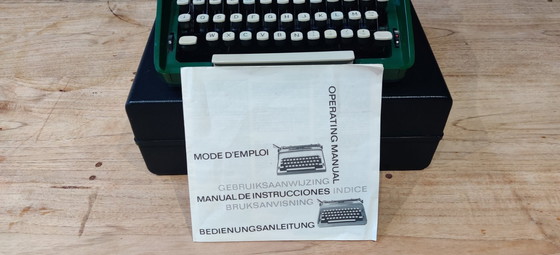 W X C V B N
OPERATING MANUAL
MODE D'EMPLOI
GEBRUIKSAANWIJZING
MANUAL DE INSTRUCCIONES INDICE
BRUKSANVISNING
BEDIENUNGSANLEITUNG